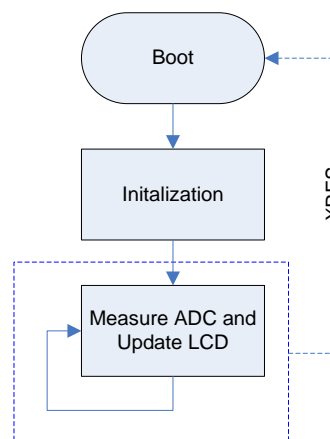 Boot
Initalization
Measure ADC and
Update LCD